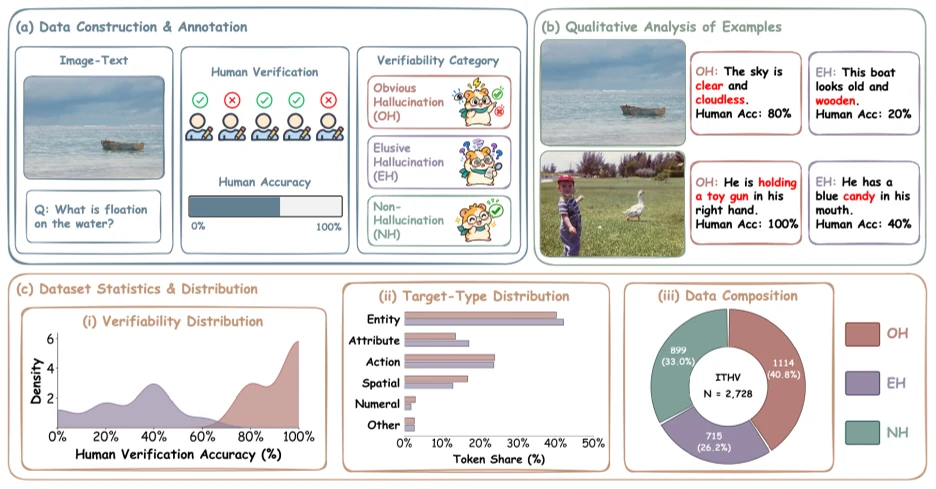 (a) Data Construction & Annotation
Image-Text
Q: What is floation
on the water?
Human Verification
Human Accuracy
0%
100%
Verifiability Category
Obvious
Hallucination
(OH)
Elusive
Hallucination
(EH)
Non-
Hallucination
(NH)
(b) Qualitative Analysis of Examples
OH: The sky is
clear and
cloudless.
Human Acc: 80%
EH: This boat
looks old and
wooden.
Human Acc: 20%
OH: He is holding
a toy gun in his
right hand.
Human Acc: 100%
EH: He has a
blue candy in his
mouth.
Human Acc: 40%
(c) Dataset Statistics & Distribution
(i) Verifiability Distribution
Density
6
4
2
0% 20% 40% 60% 80% 100%
Human Verification Accuracy (%)
(ii) Target-Type Distribution
Entity
Attribute
Action
Spatial
Numeral
Other
0% 10% 20% 30% 40% 50%
Token Share (%)
(iii) Data Composition
899
(33.0%)
1114
(40.8%)
ITHV
N = 2,728
715
(26.2%)
OH
EH
NH